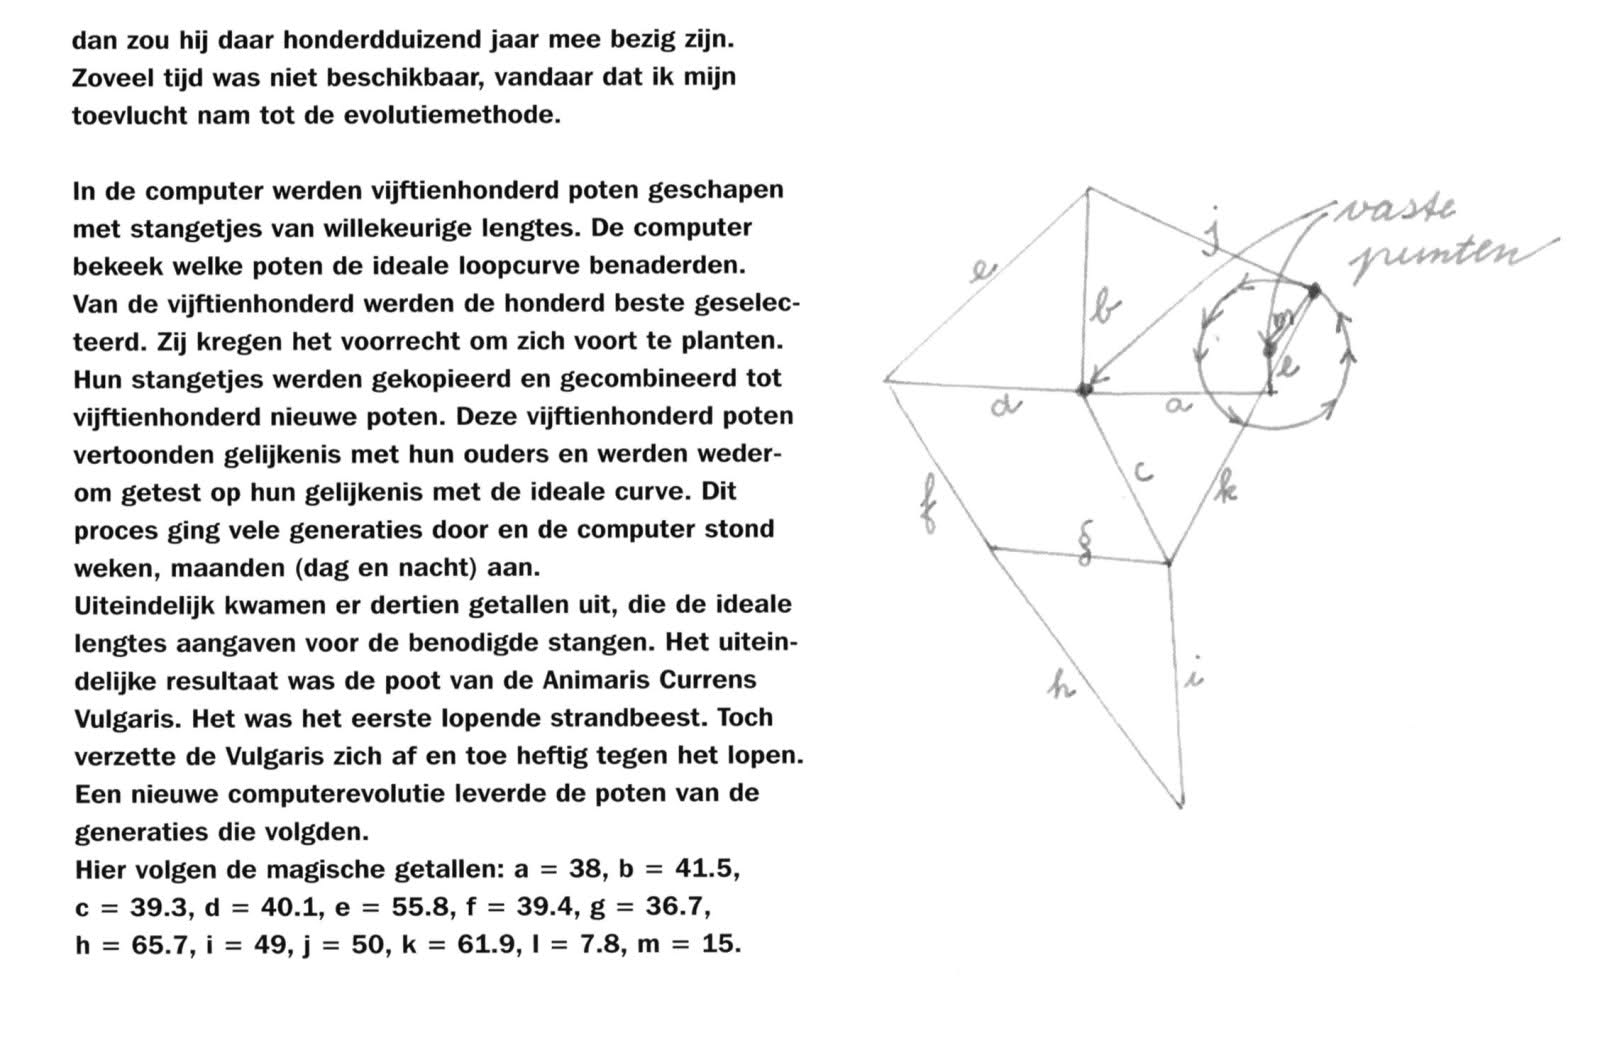 dan zou hij daar honderdduizend jaar mee bezig zijn.
Zoveel tijd was niet beschikbaar, vandaar dat ik mijn
toevlucht nam tot de evolutiemethode.
In de computer werden vijftienhonderd poten geschapen
met stangetjes van willekeurige lengtes. De computer
bekeek welke poten de ideale loopcurve benaderden.
Van de vijftienhonderd werden de honderd beste geselec-
teerd. Zij kregen het voorrecht om zich voort te planten.
Hun stangetjes werden gekopieerd en gecombineerd tot
vijftienhonderd nieuwe poten. Deze vijftienhonderd poten
vertoonden gelijkenis met hun ouders en werden weder-
om getest op hun gelijkenis met de ideale curve. Dit
proces ging vele generaties door en de computer stond
weken, maanden (dag en nacht) aan.
Uiteindelijk kwamen er dertien getallen uit, die de ideale
lengtes aangaven voor de benodigde stangen. Het uitein-
delijke resultaat was de poot van de Animaris Currens
Vulgaris. Het was het eerste lopende strandbeest. Toch
verzette de Vulgaris zich af en toe heftig tegen het lopen.
Een nieuwe computerevolutie leverde de poten van de
generaties die volgden.
Hier volgen de magische getallen: a = 38, b = 41.5,
c = 39.3, d = 40.1, e = 55.8, f = 39.4, g = 36.7,
h = 65.7, i = 49, j = 50, k = 61.9, l = 7.8, m = 15.
vaste
punten
j
e
b
m
l
d
a
c
k
f
g
h
i